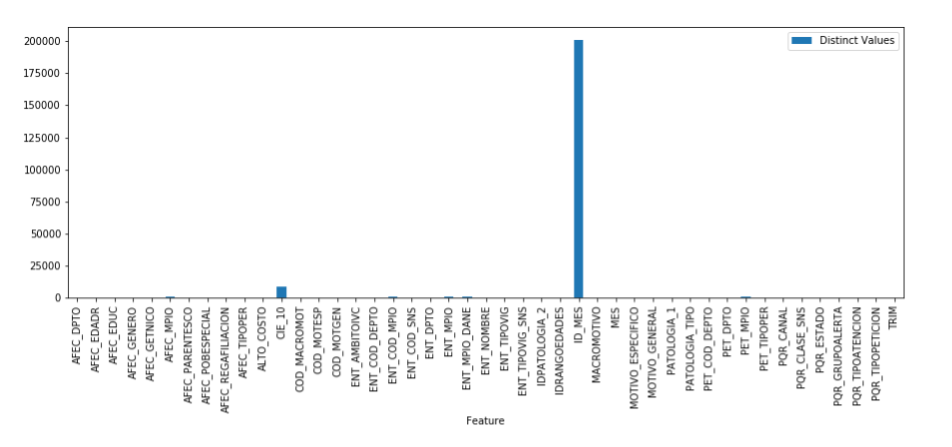 200000
175000
150000
125000
100000
75000
50000
25000
0
Distinct Values
AFEC_DPTO
AFEC_EDADR
AFEC_EDUC
AFEC_GENERO
AFEC_GETNICO
AFEC_MPIO
AFEC_PARENTESCO
AFEC_POBESPECIAL
AFEC_REGAFILIACION
AFEC_TIPOPER
ALTO_COSTO
CIE_10
COD_MACROMOT
COD_MOTESP
COD_MOTGEN
ENT_AMBITOIVC
ENT_COD_DEPTO
ENT_COD_MPIO
ENT_COD_SNS
ENT_DPTO
ENT_MPIO
ENT_MPIO_DANE
ENT_NOMBRE
ENT_TIPOVIG
ENT_TIPOVIG_SNS
IDPATOLOGIA_2
IDRANGOEDADES
ID_MES
MACROMOTIVO
MES
MOTIVO_ESPECIFICO
MOTIVO_GENERAL
PATOLOGIA_1
PATOLOGIA_TIPO
PET_COD_DEPTO
PET_DPTO
PET_MPIO
PET_TIPOPER
PQR_CANAL
PQR_CLASE_SNS
PQR_ESTADO
PQR_GRUPOALERTA
PQR_TIPOATENCION
PQR_TIPOPETICION
TRIM
Feature